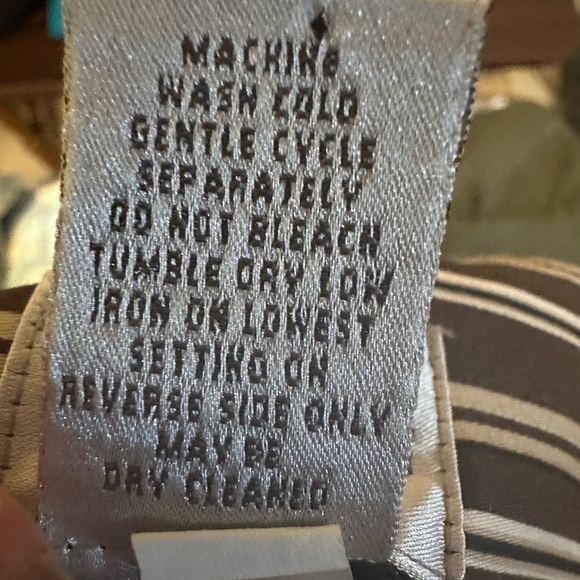 MACHINE
WASH COLD
GENTLE CYCLE
SEPARATELY
DO NOT BLEACH
TUMBLE DRY LOW
IRON ON LOWEST
SETTING ON
REVERSE SIDE ONLY
MAY BE
DRY CLEANED